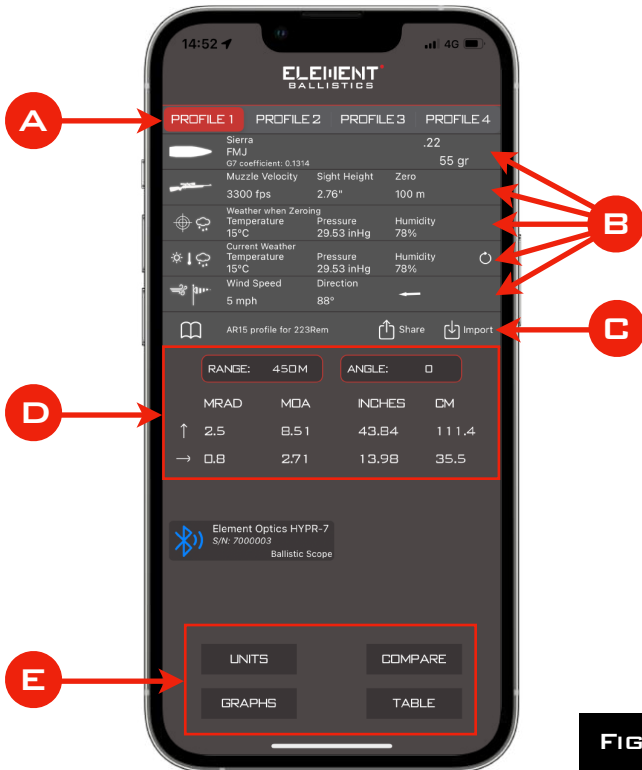 14:52 4G
ELEMENT
BALLISTICS
PROFILE 1 PROFILE 2 PROFILE 3 PROFILE 4
Sierra .22
FMJ 55 gr
G7 coefficient: 0.1314
Muzzle Velocity Sight Height Zero
3300 fps 2.76" 100 m
Weather when Zeroing
Temperature Pressure Humidity
15°C 29.53 inHg 78%
Current Weather
Temperature Pressure Humidity
15°C 29.53 inHg 78%
Wind Speed Direction
5 mph 88°
AR15 profile for 223Rem Share Import
RANGE: 450M ANGLE: 0
MRAD MOA INCHES CM
↑ 2.5 8.51 43.84 111.4
→ 0.8 2.71 13.98 35.5
Element Optics HYPR-7
S/N: 7000003
Ballistic Scope
UNITS COMPARE
GRAPHS TABLE
A
B
C
D
E
FIG